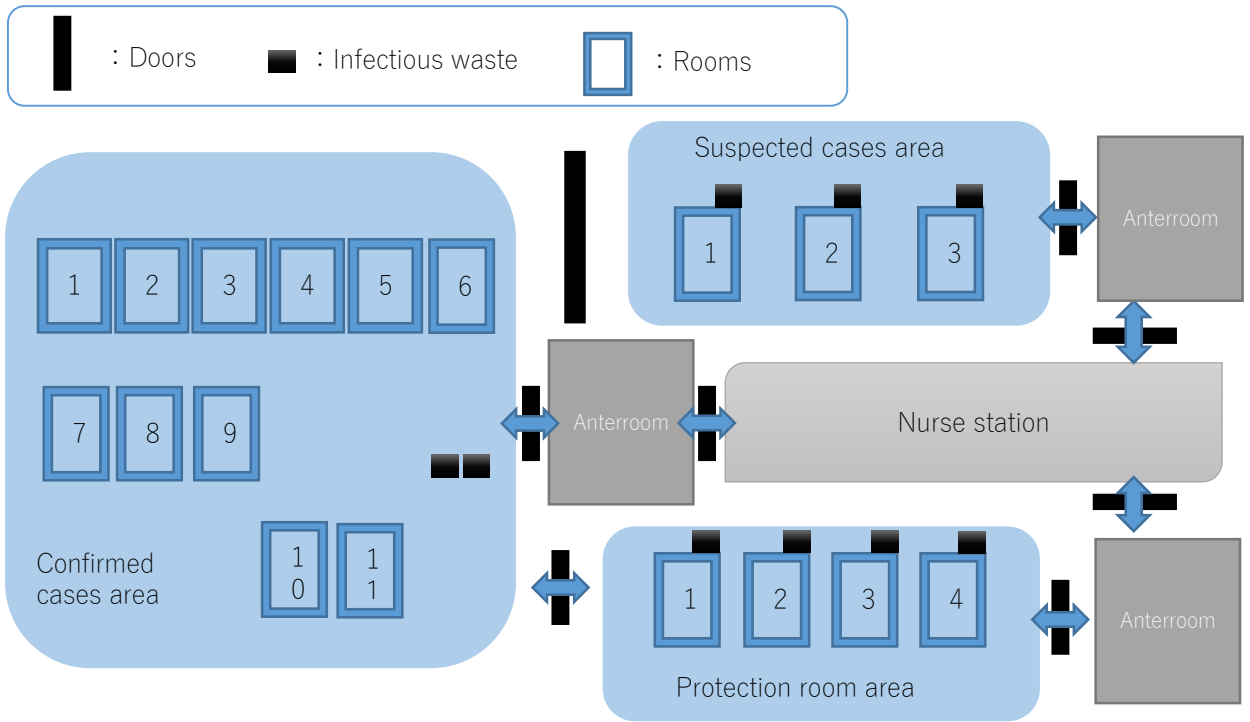 : Doors
: Infectious waste
: Rooms
Suspected cases area
1
2
3
Anterroom
1
2
3
4
5
6
7
8
9
Anterroom
Nurse station
Confirmed
cases area
1
0
1
1
1
2
3
4
Anterroom
Protection room area